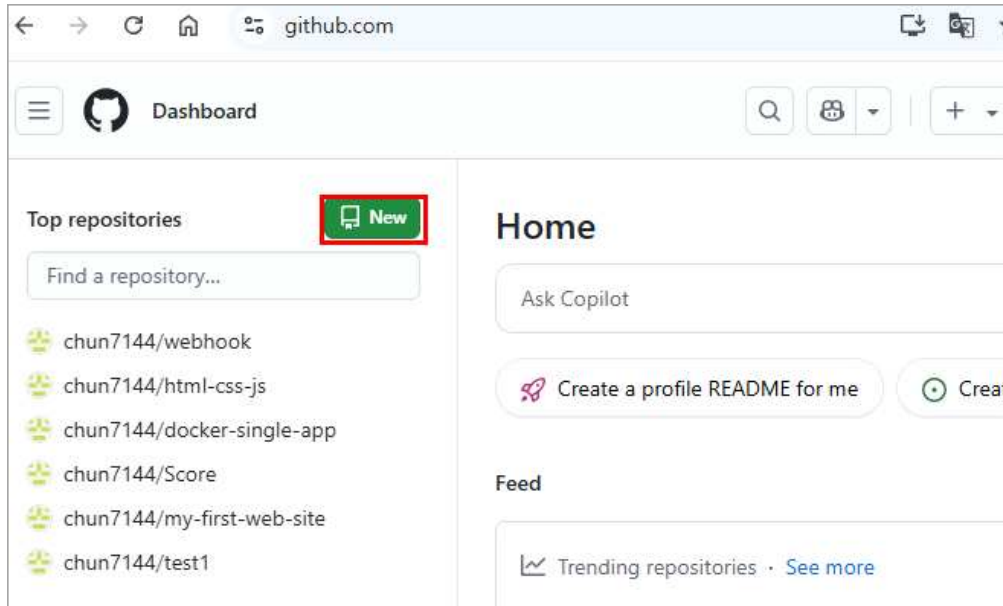 github.com
Dashboard
Top repositories
New
Find a repository...
chun7144/webhook
chun7144/html-css-js
chun7144/docker-single-app
chun7144/Score
chun7144/my-first-web-site
chun7144/test1
Home
Ask Copilot
Create a profile README for me
Crea
Feed
Trending repositories · See more